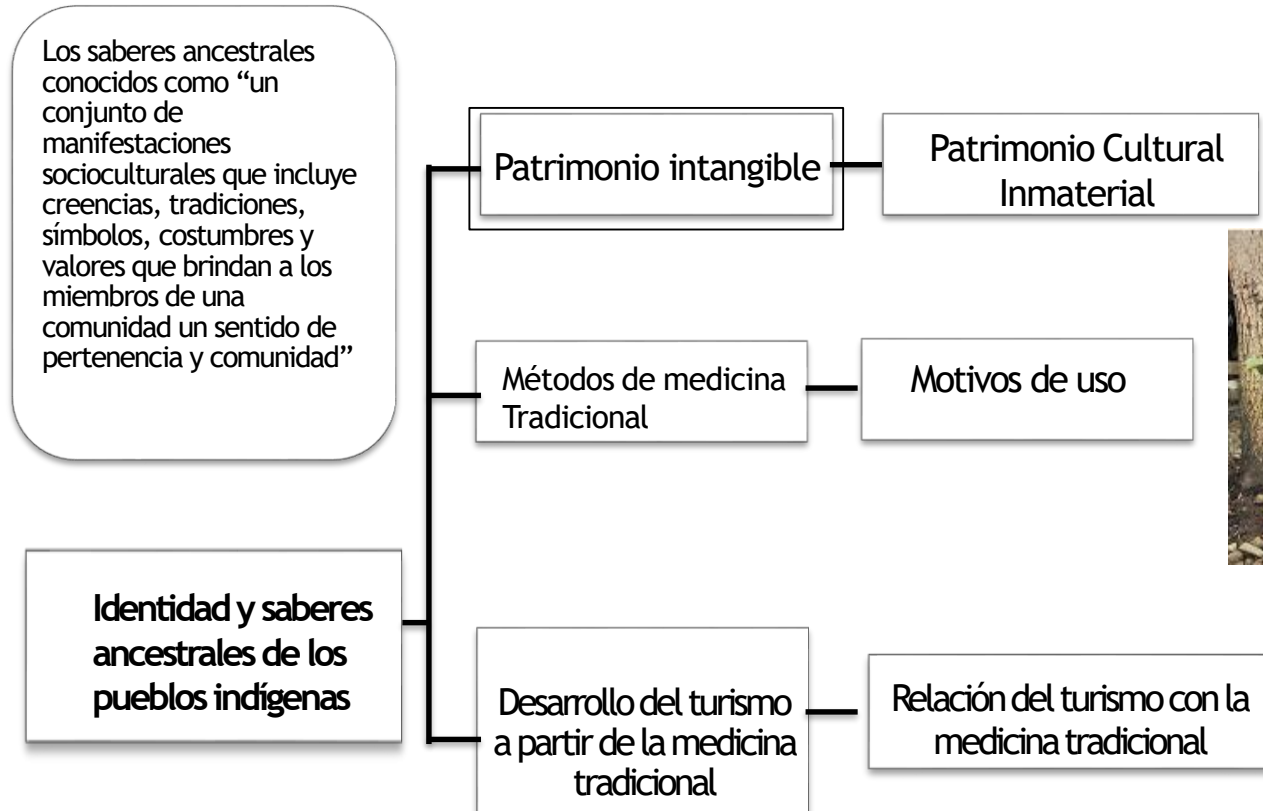 Los saberes ancestrales
conocidos como “un
conjunto de
manifestaciones
socioculturales que incluye
creencias, tradiciones,
símbolos, costumbres y
valores que brindan a los
miembros de una
comunidad un sentido de
pertenencia y comunidad”
Identidad y saberes
ancestrales de los
pueblos indígenas
Patrimonio intangible
Patrimonio Cultural
Inmaterial
Métodos de medicina
Tradicional
Motivos de uso
Desarrollo del turismo
a partir de la medicina
tradicional
Relación del turismo con la
medicina tradicional